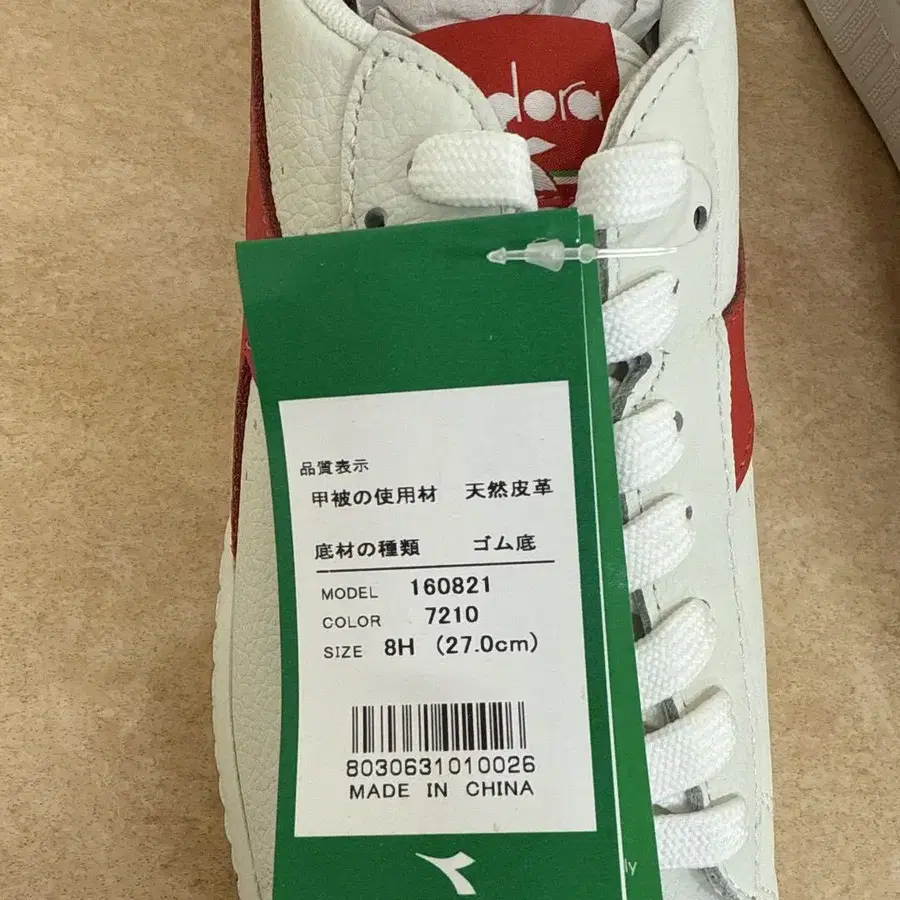 dora
品質表示
甲被の使用材 天然皮革
底材の種類 ゴム底
MODEL 160821
COLOR 7210
SIZE 8H (27.0cm)
8030631010026
MADE IN CHINA
ly